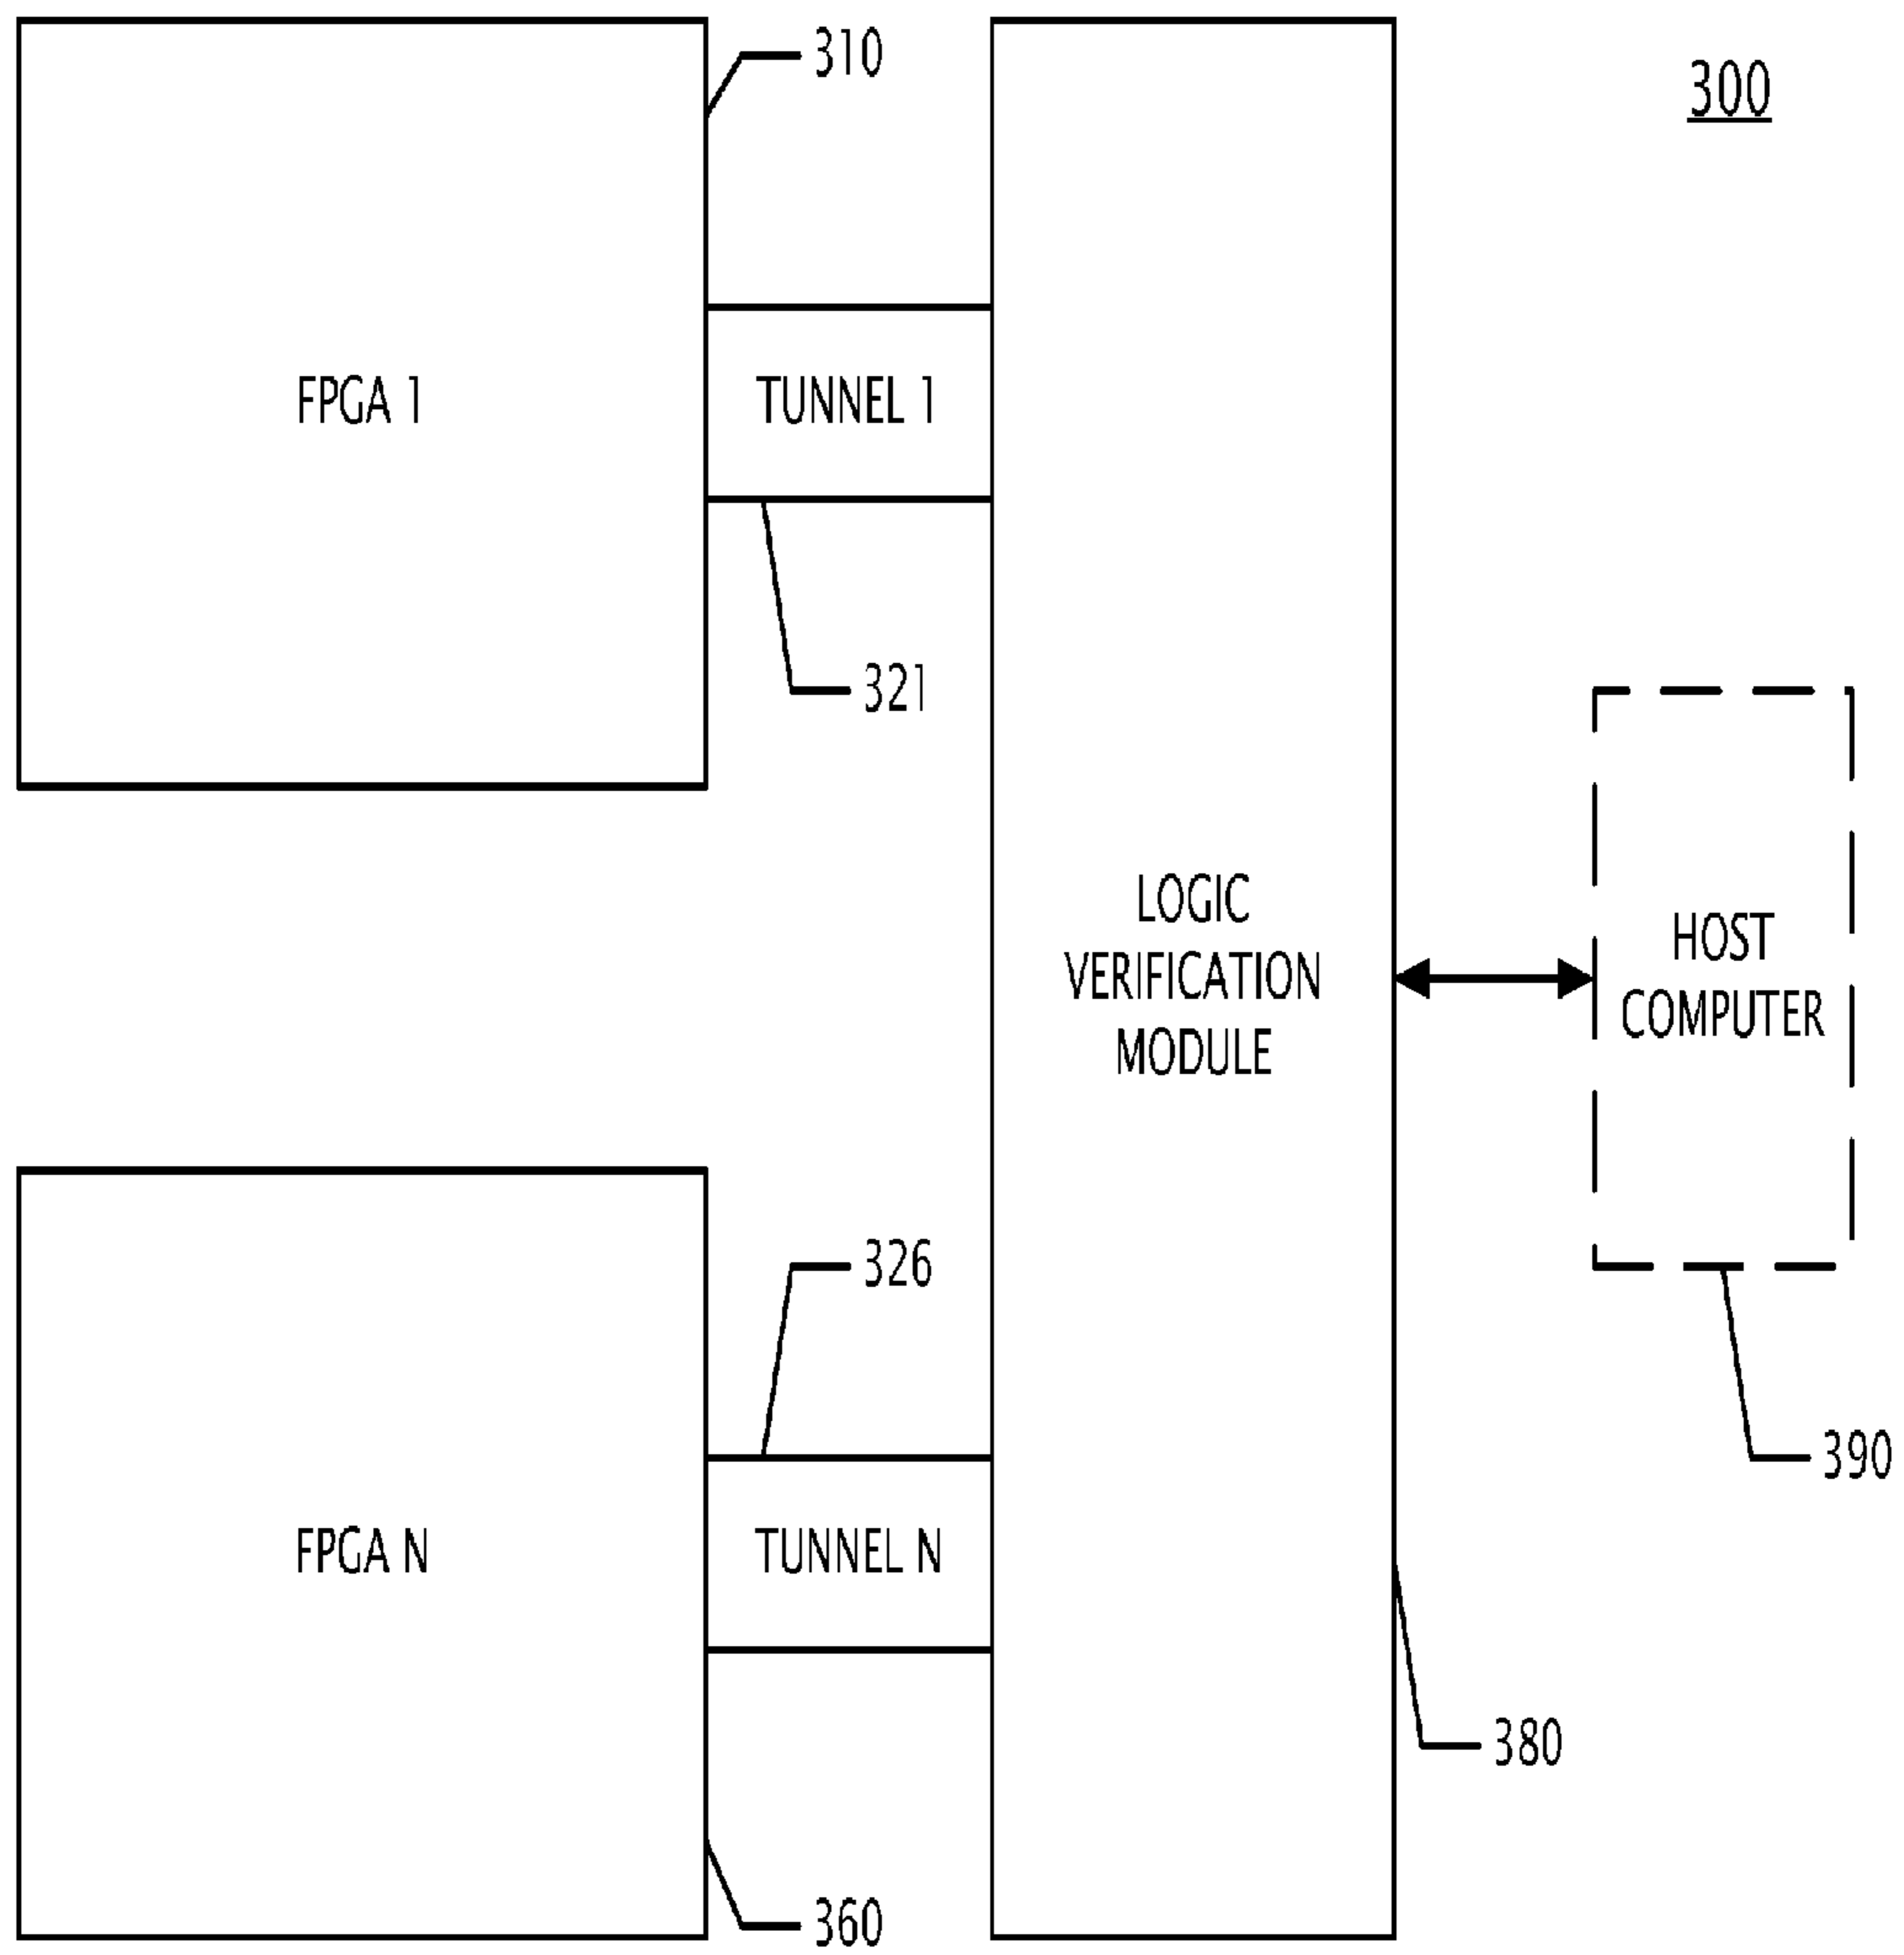 310
300
FPGA 1
TUNNEL 1
321
LOGIC
VERIFICATION
MODULE
HOST
COMPUTER
326
390
FPGA N
TUNNEL N
380
360